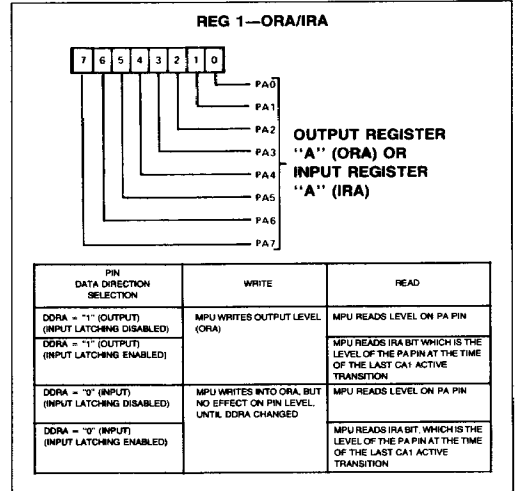 REG 1—ORA/IRA
7 6 5 4 3 2 1 0
PA0
PA1
PA2
PA3
PA4
PA5
PA6
PA7
OUTPUT REGISTER
"A" (ORA) OR
INPUT REGISTER
"A" (IRA)
PIN
DATA DIRECTION
SELECTION
WRITE
READ
DDRA = "1" (OUTPUT)
(INPUT LATCHING DISABLED)
MPU WRITES OUTPUT LEVEL
(ORA)
MPU READS LEVEL ON PA PIN
DDRA = "1" (OUTPUT)
(INPUT LATCHING ENABLED)
MPU READS IRA BIT WHICH IS THE
LEVEL OF THE PA PIN AT THE TIME
OF THE LAST CA1 ACTIVE
TRANSITION
DDRA = "0" (INPUT)
(INPUT LATCHING DISABLED)
MPU WRITES INTO ORA, BUT
NO EFFECT ON PIN LEVEL,
UNTIL DDRA CHANGED
MPU READS LEVEL ON PA PIN
DDRA = "0" (INPUT)
(INPUT LATCHING ENABLED)
MPU READS IRA BIT, WHICH IS THE
LEVEL OF THE PA PIN AT THE TIME
OF THE LAST CA1 ACTIVE
TRANSITION